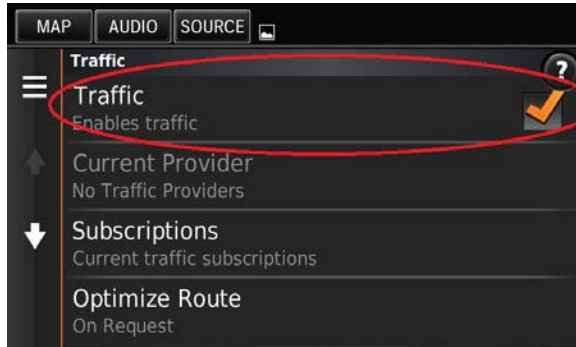 MAP AUDIO SOURCE
Traffic
?
Traffic
Enables traffic
Current Provider
No Traffic Providers
Subscriptions
Current traffic subscriptions
Optimize Route
On Request